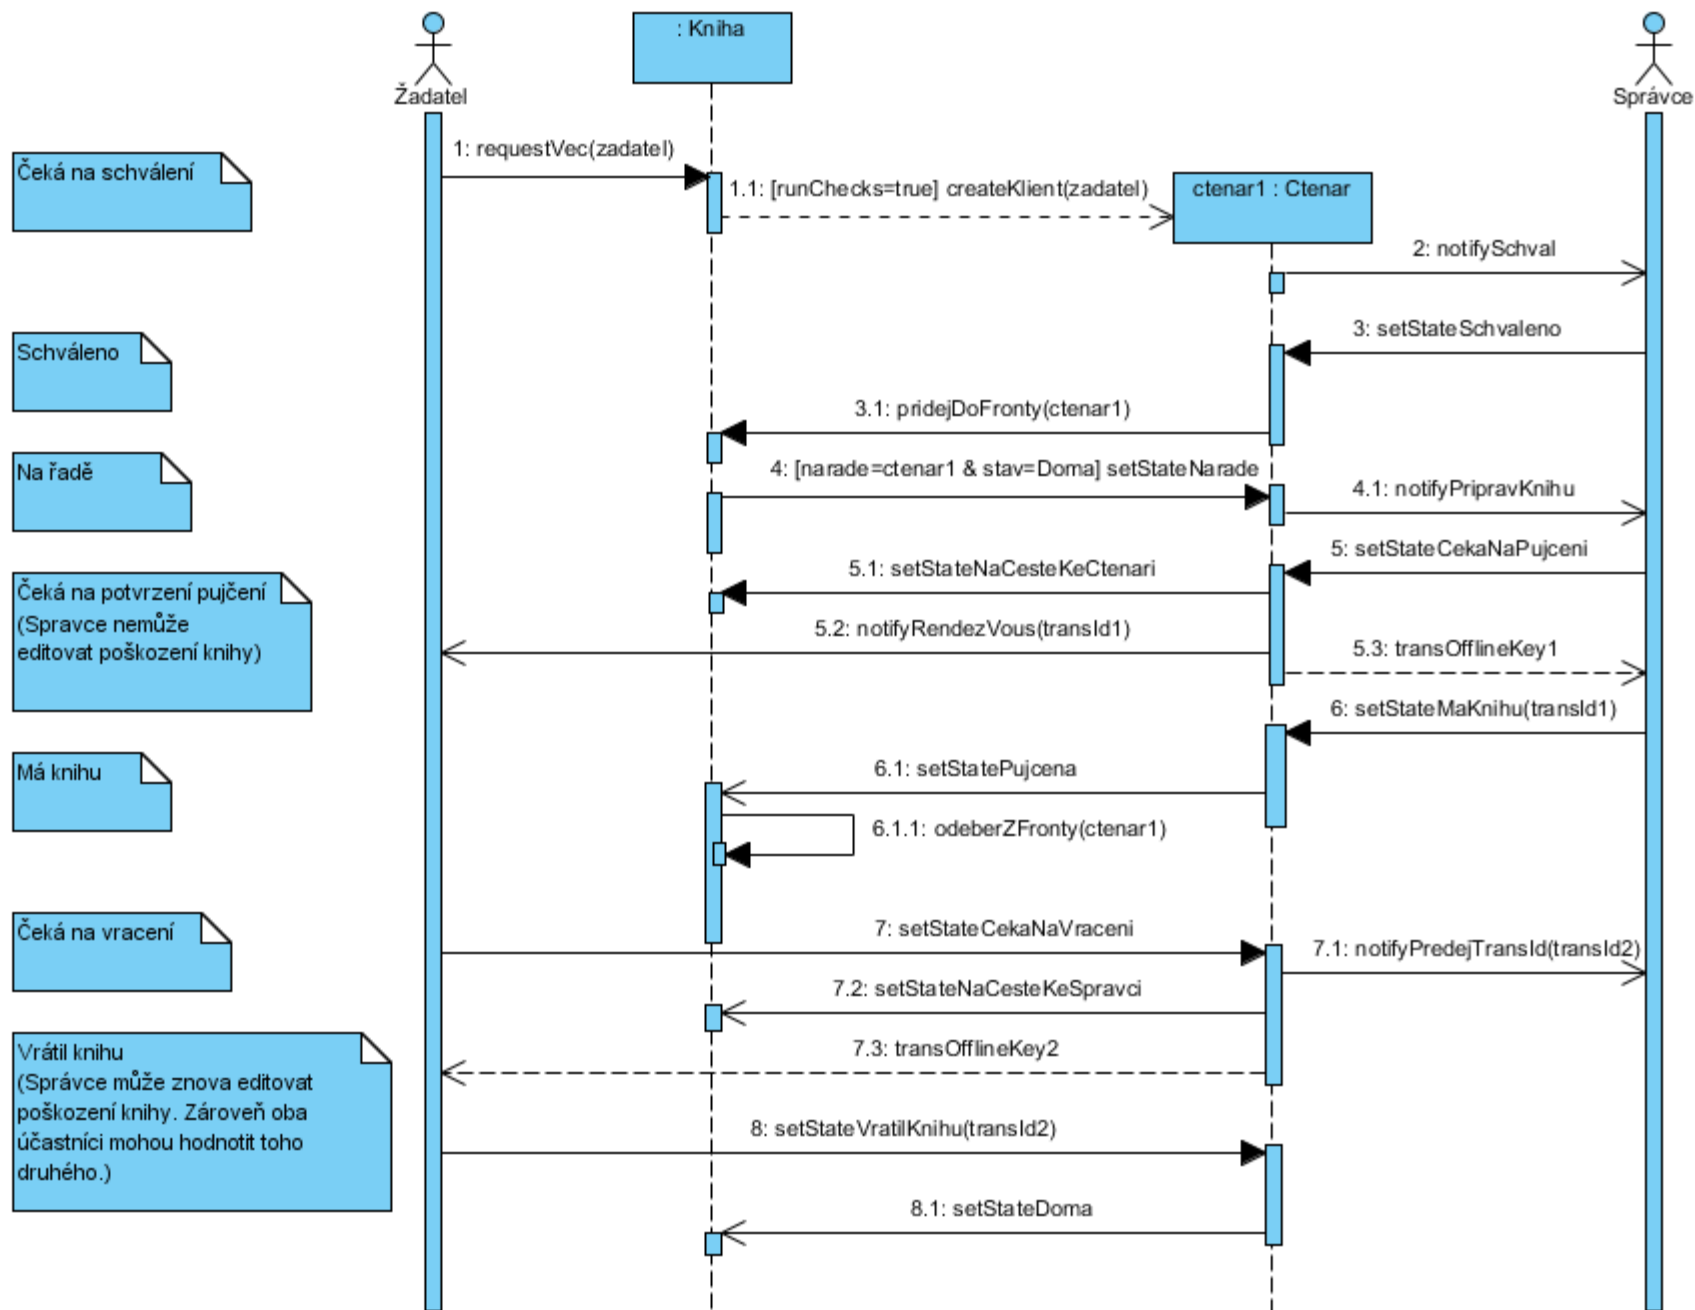 Žadatel
: Kniha
Správce
Čeká na schválení
1: requestVec(zadatel)
1.1: [runChecks=true] createKlient(zadatel)
ctenar1 : Ctenar
2: notifySchval
Schváleno
3: setStateSchvaleno
3.1: pridejDoFronty(ctenar1)
Na řadě
4: [narade=ctenar1 & stav=Doma] setStateNarade
4.1: notifyPripravKnihu
5: setStateCekaNaPujceni
5.1: setStateNaCesteKeCtenari
Čeká na potvrzení pujčení
(Spravce nemůže
editovat poškození knihy)
5.2: notifyRendezVous(transId1)
5.3: transOfflineKey1
6: setStateMaKnihu(transId1)
Má knihu
6.1: setStatePujcena
6.1.1: odeberZFronty(ctenar1)
Čeká na vracení
7: setStateCekaNaVraceni
7.1: notifyPredejTransId(transId2)
7.2: setStateNaCesteKeSpravci
7.3: transOfflineKey2
Vrátil knihu
(Správce může znova editovat
poškození knihy. Zároveň oba
účastníci mohou hodnotit toho
druhého.)
8: setStateVratilKnihu(transId2)
8.1: setStateDoma